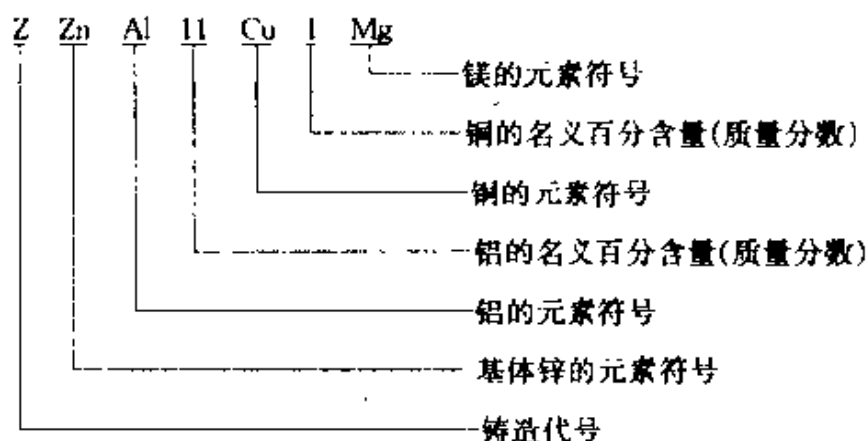 Z Zn Al 11 Cu 1 Mg
镁的元素符号
铜的名义百分含量(质量分数)
铜的元素符号
铝的名义百分含量(质量分数)
铝的元素符号
基体锌的元素符号
铸造代号